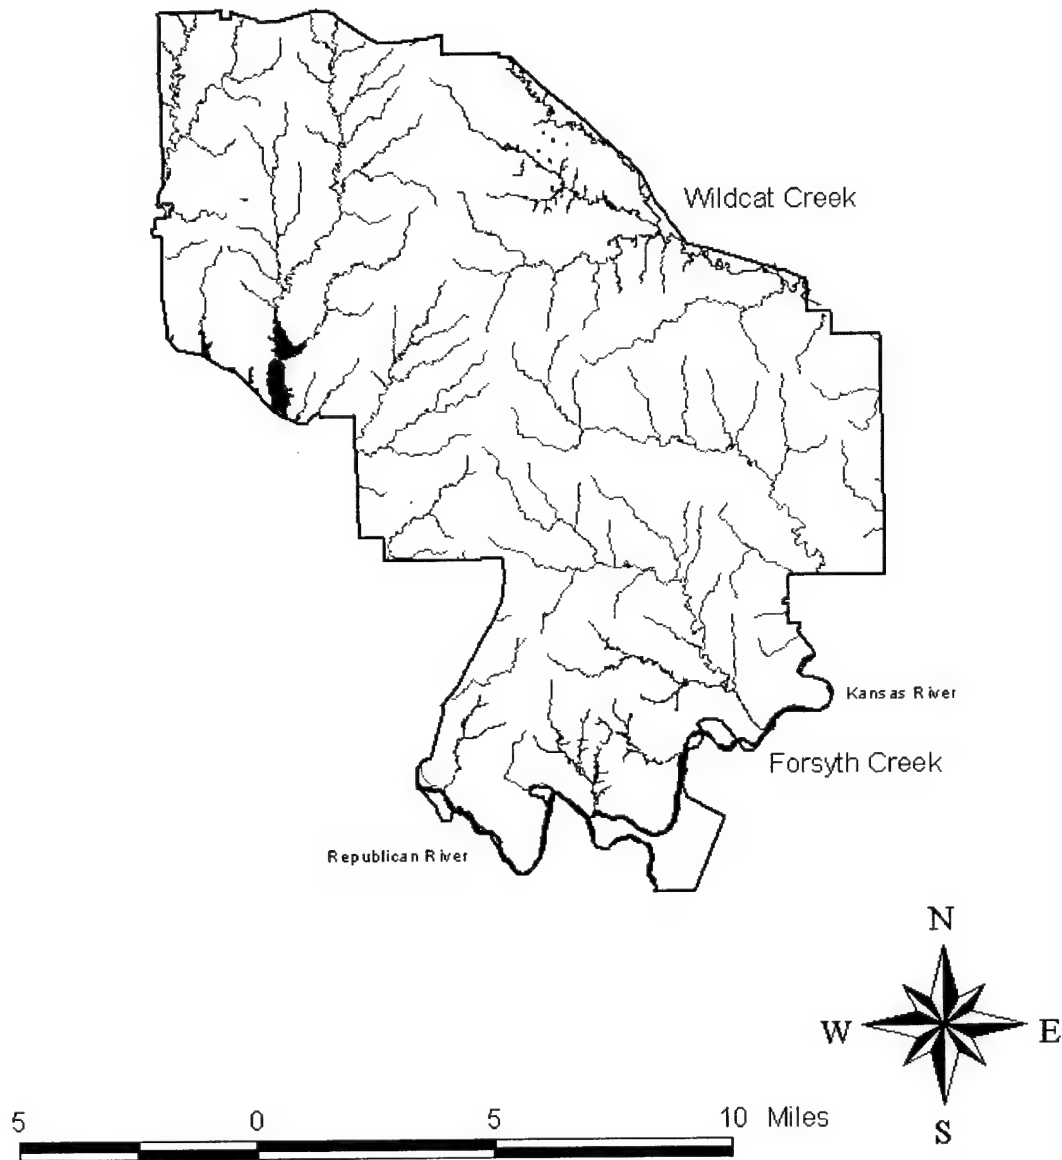 Wildcat Creek
Kansas River
Forsyth Creek
Republican River
N
W E
S
5 0 5 10 Miles